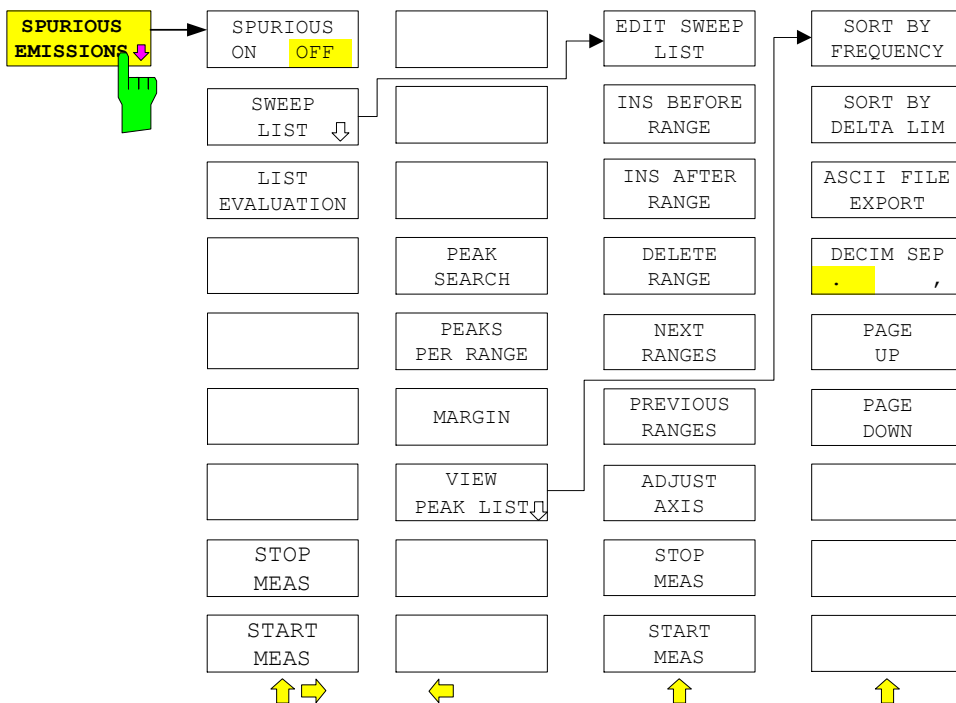 SPURIOUS
EMISSIONS
SPURIOUS
ON OFF
SWEEP
LIST
LIST
EVALUATION
STOP
MEAS
START
MEAS
PEAK
SEARCH
PEAKS
PER RANGE
MARGIN
VIEW
PEAK LIST
EDIT SWEEP
LIST
INS BEFORE
RANGE
INS AFTER
RANGE
DELETE
RANGE
NEXT
RANGES
PREVIOUS
RANGES
ADJUST
AXIS
STOP
MEAS
START
MEAS
SORT BY
FREQUENCY
SORT BY
DELTA LIM
ASCII FILE
EXPORT
DECIM SEP
. ,
PAGE
UP
PAGE
DOWN